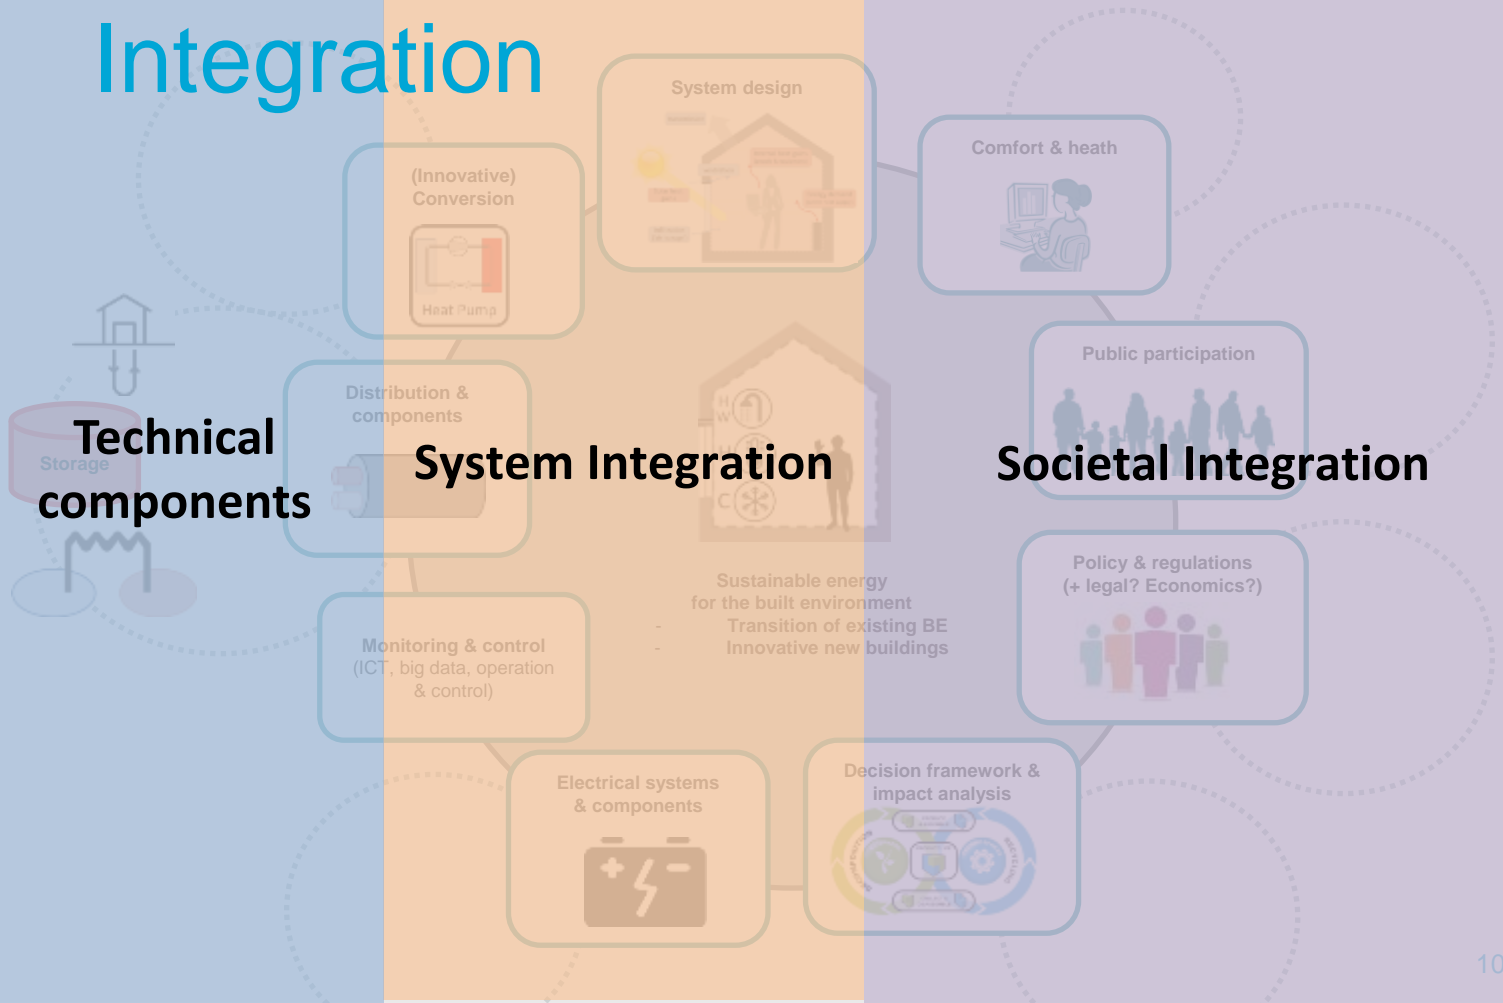 Integration
System design
Comfort & heath
(Innovative)
Conversion
Heat Pump
Public participation
Distribution &
components
H
W
H
C
Technical
components
Storage
System Integration
Societal Integration
Policy & regulations
(+ legal? Economics?)
Sustainable energy
for the built environment
- Transition of existing BE
- Innovative new buildings
Monitoring & control
(ICT, big data, operation
& control)
Electrical systems
& components
Decision framework &
impact analysis
RECYCLING
10